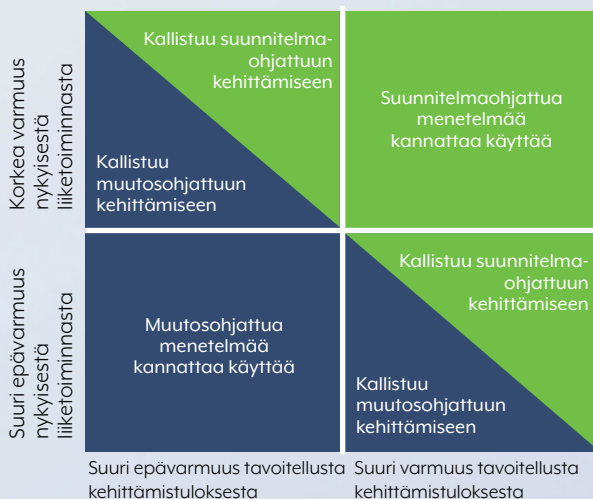 Korkea varmuus
nykyisestä
liiketoiminnasta
Kallistuu suunnitelma-
ohjattuun
kehittämiseen
Kallistuu
muutosohjattuun
kehittämiseen
Suunnitelmaohjattua
menetelmää
kannattaa käyttää
Suuri epävarmuus
nykyisestä
liiketoiminnasta
Muutosohjattua
menetelmää
kannattaa käyttää
Kallistuu suunnitelma-
ohjattuun
kehittämiseen
Kallistuu
muutosohjattuun
kehittämiseen
Suuri epävarmuus tavoitellusta
kehittämistuloksesta
Suuri varmuus tavoitellusta
kehittämistuloksesta